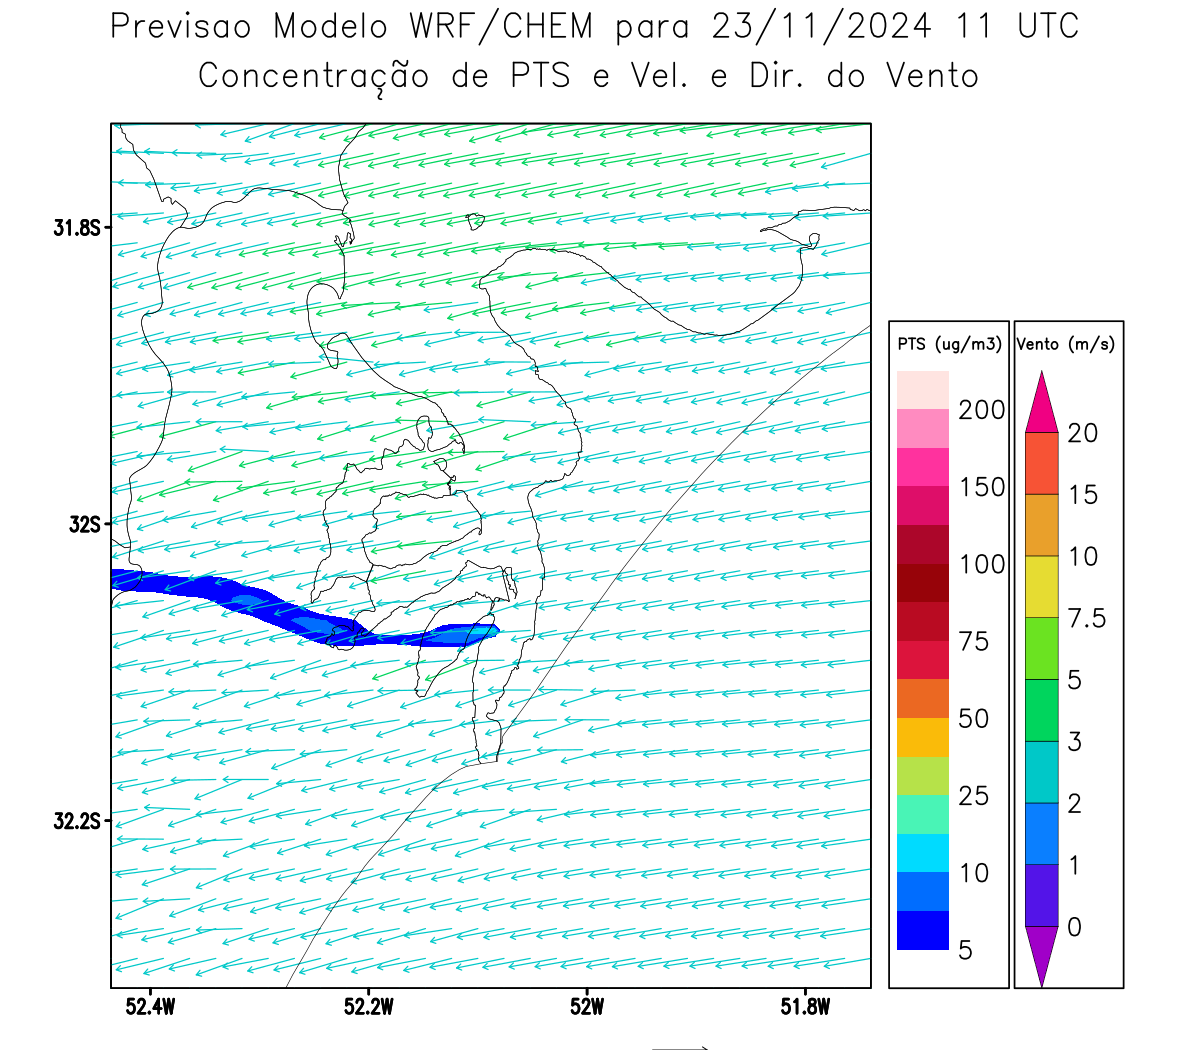 Previsao Modelo WRF/CHEM para 23/11/2024 11 UTC
Concentração de PTS e Vel. e Dir. do Vento
31.8S
32S
32.2S
52.4W
52.2W
52W
51.8W
PTS (ug/m3)
200
150
100
75
50
25
10
5
Vento (m/s)
20
15
10
7.5
5
3
2
1
0